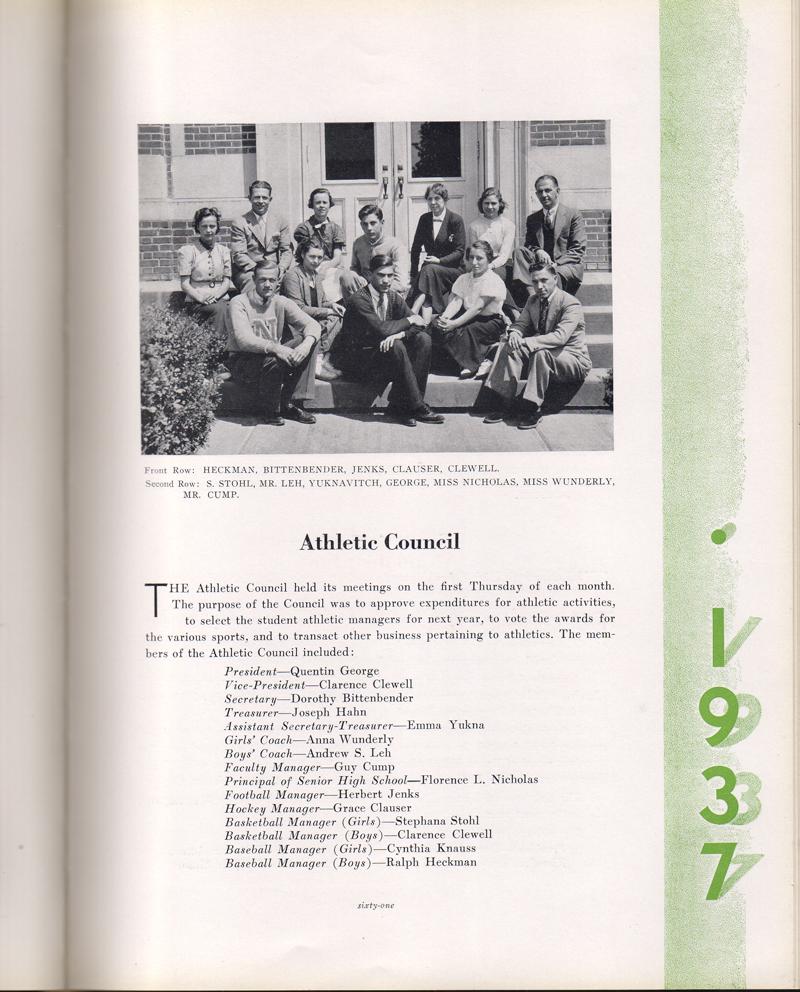 N
Front Row: HECKMAN, BITTENBENDER, JENKS, CLAUSER, CLEWELL.
Second Row: S. STOHL, MR. LEH, YUKNAVITCH, GEORGE, MISS NICHOLAS, MISS WUNDERLY,
MR. CUMP.
Athletic Council
THE Athletic Council held its meetings on the first Thursday of each month.
The purpose of the Council was to approve expenditures for athletic activities,
to select the student athletic managers for next year, to vote the awards for
the various sports, and to transact other business pertaining to athletics. The mem-
bers of the Athletic Council included:
President—Quentin George
Vice-President—Clarence Clewell
Secretary—Dorothy Bittenbender
Treasurer—Joseph Hahn
Assistant Secretary-Treasurer—Emma Yukna
Girls' Coach—Anna Wunderly
Boys' Coach—Andrew S. Leh
Faculty Manager—Guy Cump
Principal of Senior High School—Florence L. Nicholas
Football Manager—Herbert Jenks
Hockey Manager—Grace Clauser
Basketball Manager (Girls)—Stephana Stohl
Basketball Manager (Boys)—Clarence Clewell
Baseball Manager (Girls)—Cynthia Knauss
Baseball Manager (Boys)—Ralph Heckman
sixty-one
1
9
3
7